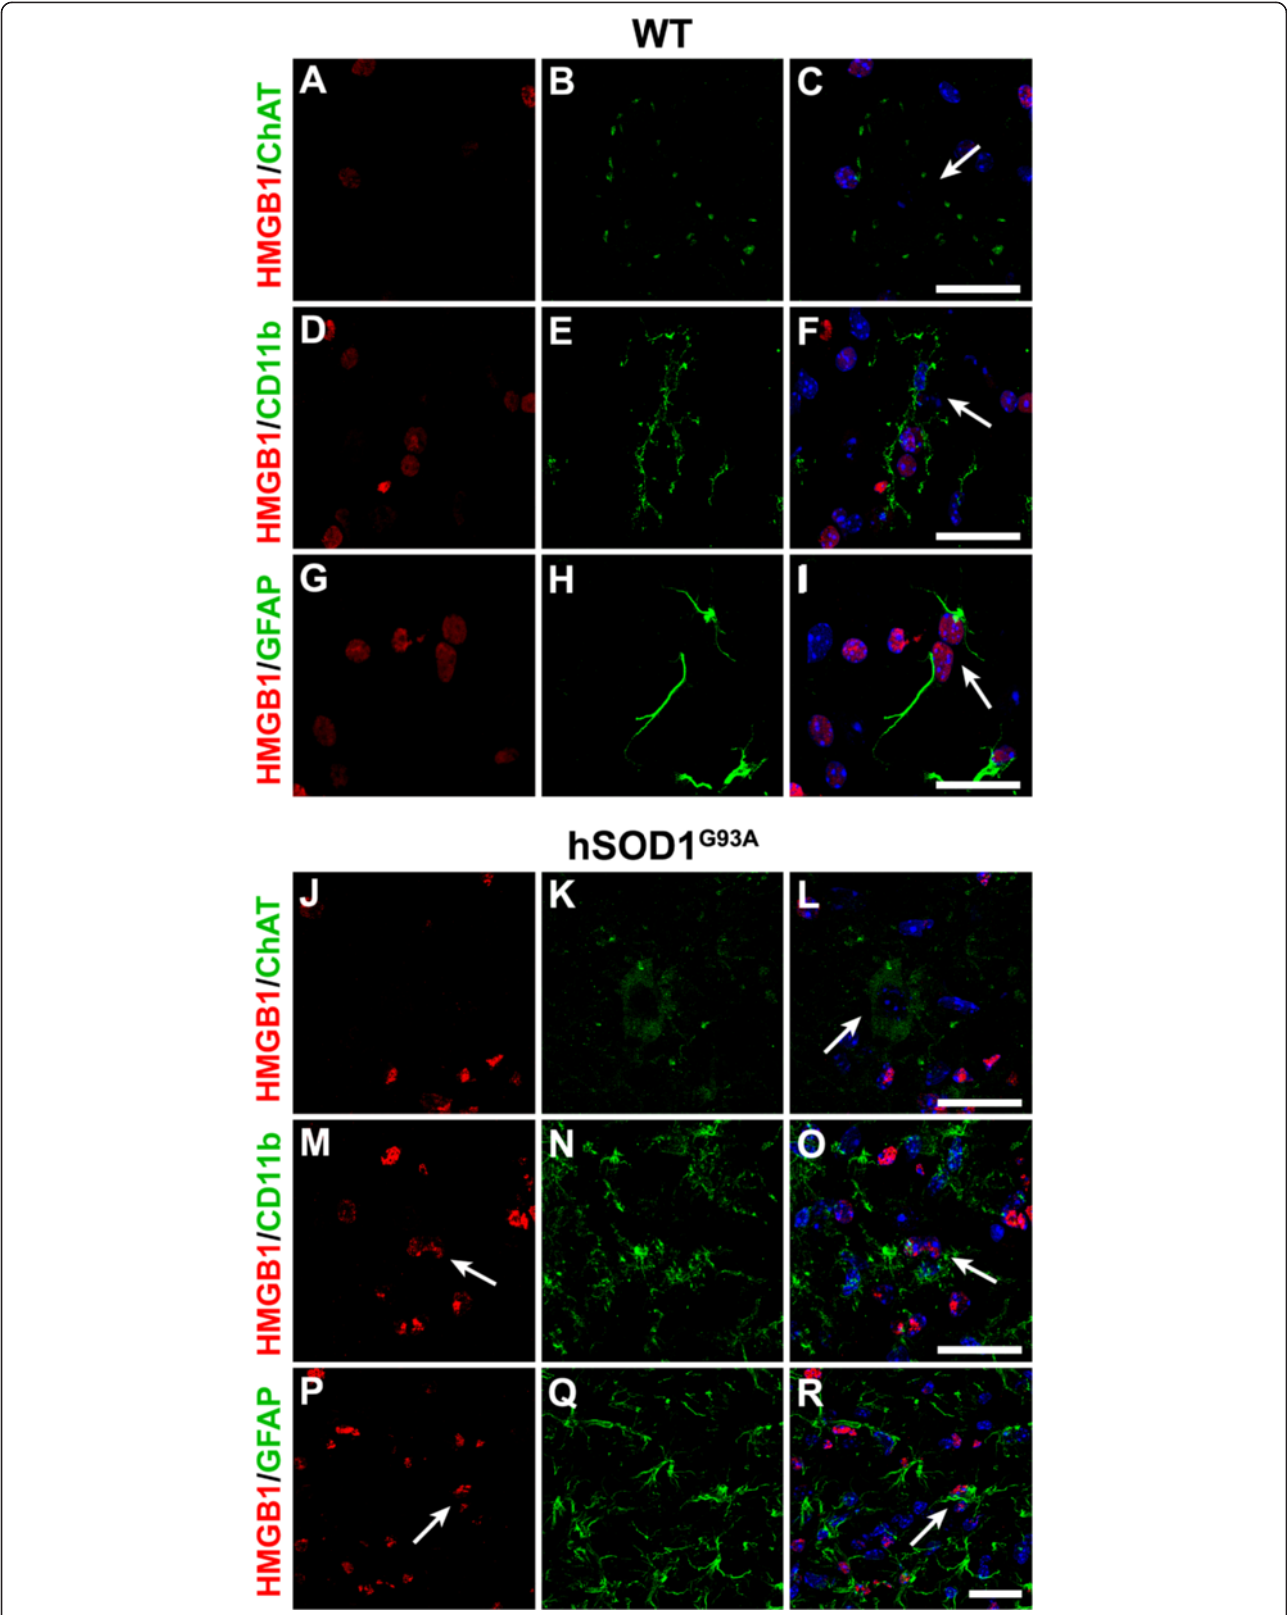 WT
HMGB1/ChAT
A
B
C
HMGB1/CD11b
D
E
F
HMGB1/GFAP
G
H
I
hSOD1G93A
HMGB1/ChAT
J
K
L
HMGB1/CD11b
M
N
O
HMGB1/GFAP
P
Q
R